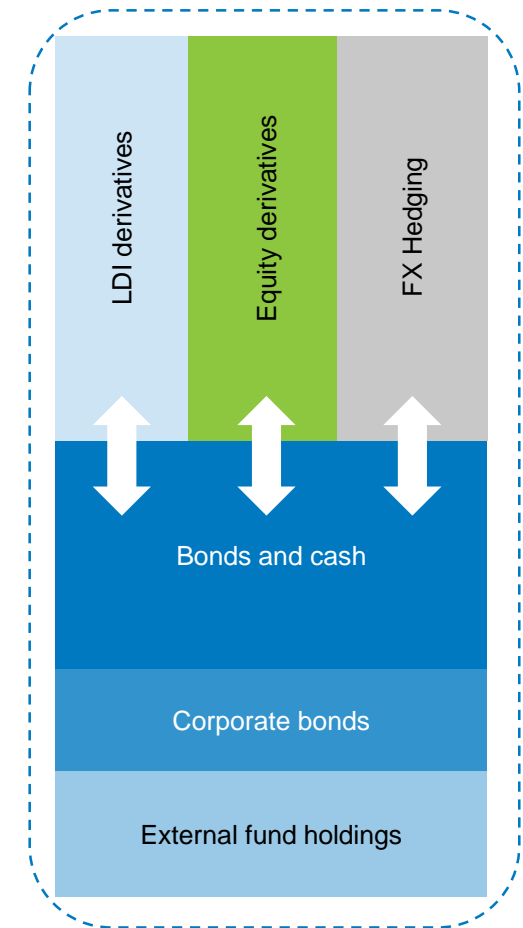 LDI derivatives
Equity derivatives
FX Hedging
Bonds and cash
Corporate bonds
External fund holdings